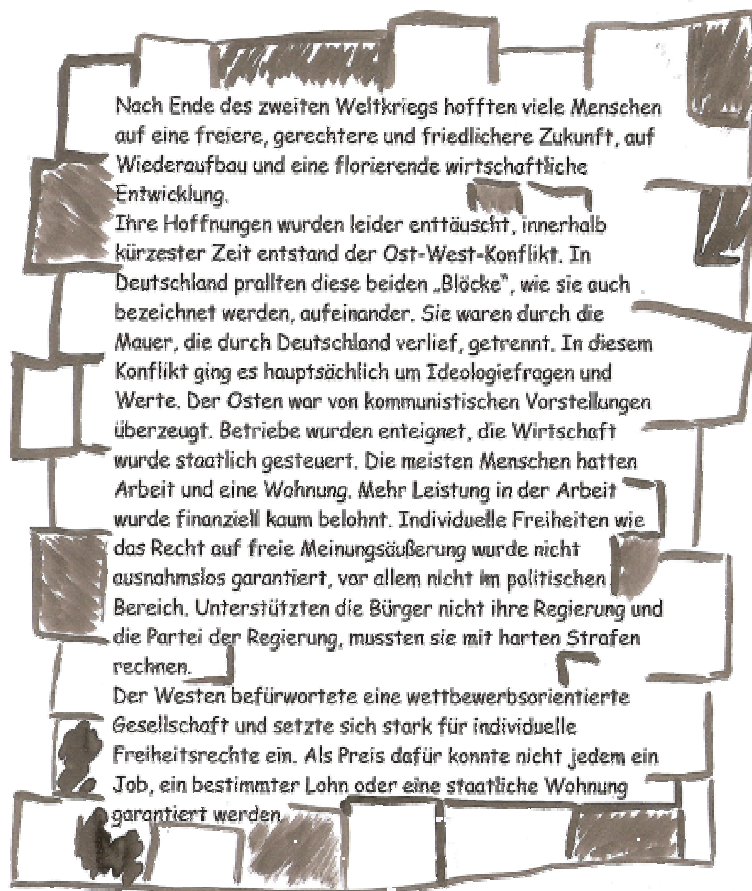 Nach Ende des zweiten Weltkriegs hofften viele Menschen
auf eine freiere, gerechtere und friedlichere Zukunft, auf
Wiederaufbau und eine florierende wirtschaftliche
Entwicklung.
Ihre Hoffnungen wurden leider enttäuscht, innerhalb
kürzester Zeit entstand der Ost-West-Konflikt. In
Deutschland prallten diese beiden „Blöcke“, wie sie auch
bezeichnet werden, aufeinander. Sie waren durch die
Mauer, die durch Deutschland verlief, getrennt. In diesem
Konflikt ging es hauptsächlich um Ideologiefragen und
Werte. Der Osten war von kommunistischen Vorstellungen
überzeugt. Betriebe wurden enteignet, die Wirtschaft
wurde staatlich gesteuert. Die meisten Menschen hatten
Arbeit und eine Wohnung. Mehr Leistung in der Arbeit
wurde finanziell kaum belohnt. Individuelle Freiheiten wie
das Recht auf freie Meinungsäußerung wurde nicht
ausnahmslos garantiert, vor allem nicht im politischen
Bereich. Unterstützten die Bürger nicht ihre Regierung und
die Partei der Regierung, mussten sie mit harten Strafen
rechnen.
Der Westen befürwortete eine wettbewerbsorientierte
Gesellschaft und setzte sich stark für individuelle
Freiheitsrechte ein. Als Preis dafür konnte nicht jedem ein
Job, ein bestimmter Lohn oder eine staatliche Wohnung
garantiert werden.